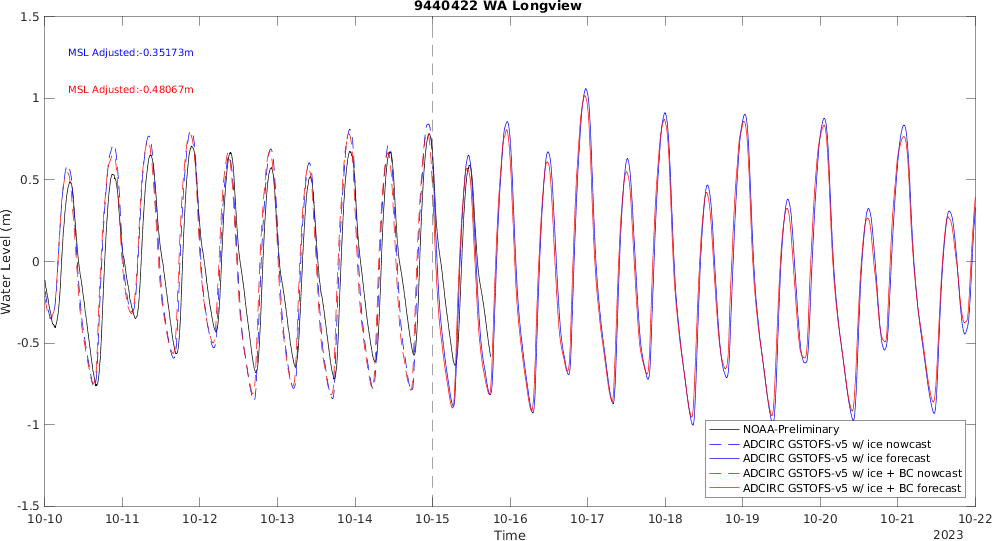 9440422 WA Longview
1.5
1
0.5
0
-0.5
-1
-1.5
Water Level (m)
MSL Adjusted:-0.35173m
MSL Adjusted:-0.48067m
NOAA-Preliminary
ADCIRC GSTOFS-v5 w/ ice nowcast
ADCIRC GSTOFS-v5 w/ ice forecast
ADCIRC GSTOFS-v5 w/ ice + BC nowcast
ADCIRC GSTOFS-v5 w/ ice + BC forecast
10-10 10-11 10-12 10-13 10-14 10-15 10-16 10-17 10-18 10-19 10-20 10-21 10-22
Time
2023